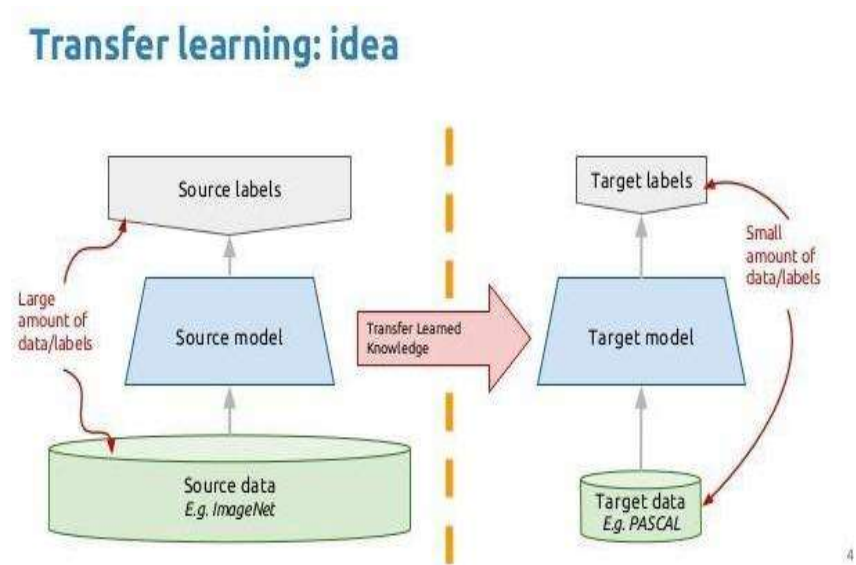 Transfer learning: idea
Source labels
Large
amount of
data/labels
Source model
Source data
E.g. ImageNet
Transfer Learned
Knowledge
Target labels
Small
amount of
data/labels
Target model
Target data
E.g. PASCAL
4